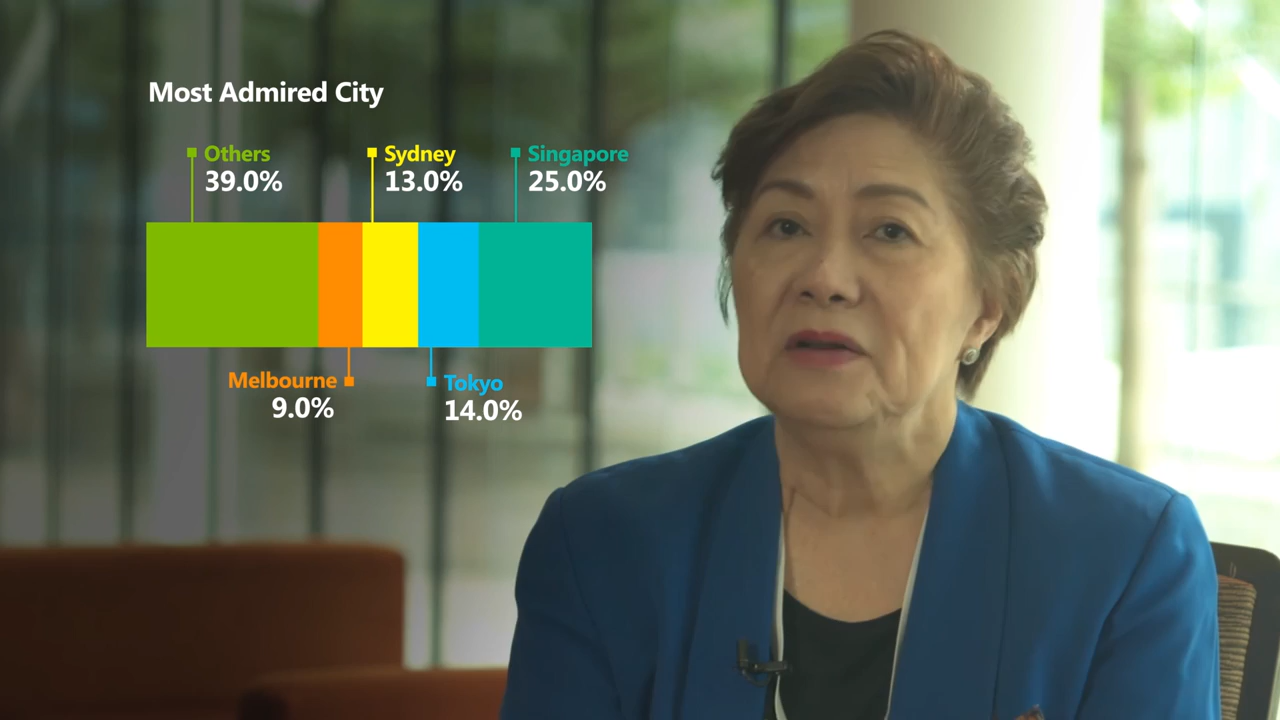 Most Admired City
Others
39.0%
Sydney
13.0%
Singapore
25.0%
Melbourne
9.0%
Tokyo
14.0%